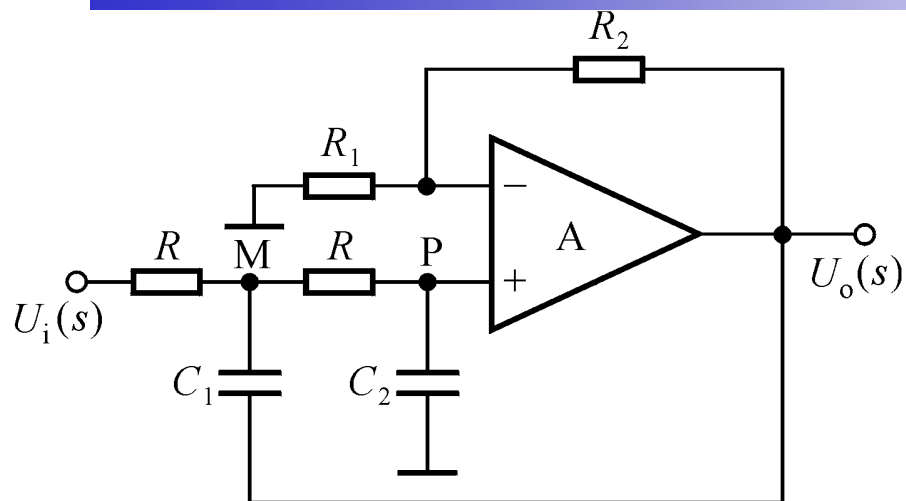 R₂
R₁
−
A
R M R P
+
Uᵢ(s)
Uₒ(s)
C₁ C₂